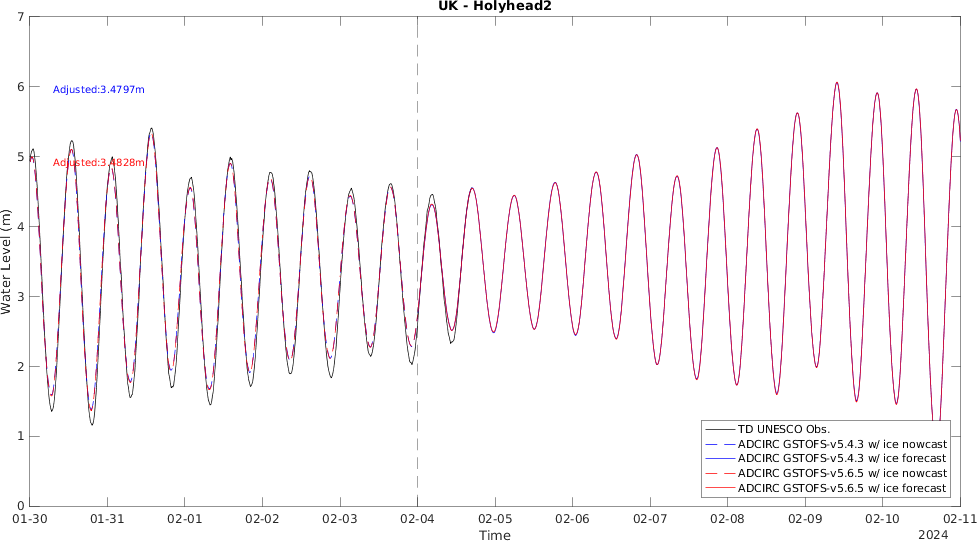 UK - Holyhead2
7
6
5
4
3
2
1
0
Water Level (m)
Adjusted:3.4797m
Adjusted:3.4828m
TD UNESCO Obs.
ADCIRC GSTOFS-v5.4.3 w/ ice nowcast
ADCIRC GSTOFS-v5.4.3 w/ ice forecast
ADCIRC GSTOFS-v5.6.5 w/ ice nowcast
ADCIRC GSTOFS-v5.6.5 w/ ice forecast
01-30 01-31 02-01 02-02 02-03 02-04 02-05 02-06 02-07 02-08 02-09 02-10 02-11
Time
2024